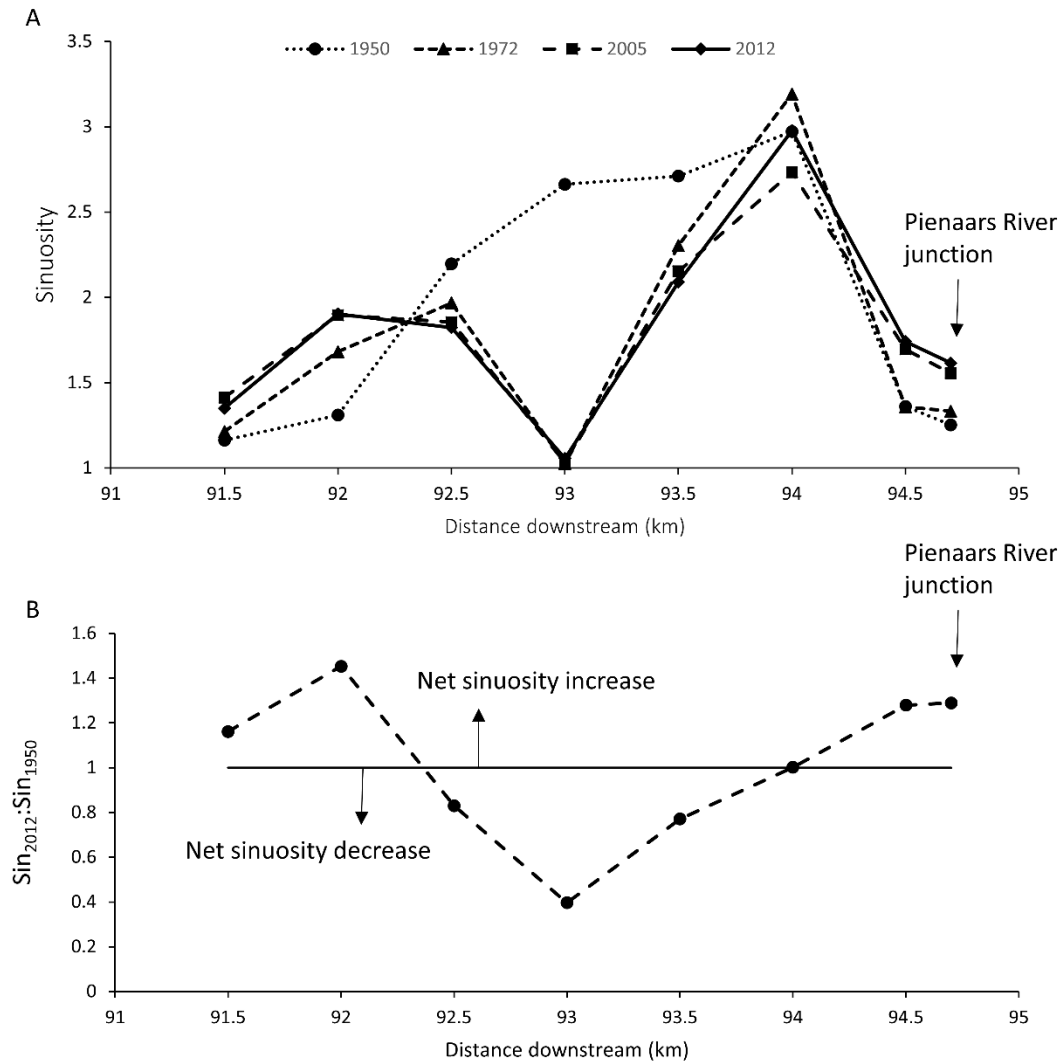 A
3.5
1950 1972 2005 2012
3
2.5
Pienaars River
junction
Sinuosity
2
1.5
1
91 91.5 92 92.5 93 93.5 94 94.5 95
Distance downstream (km)
Pienaars River
junction
B
1.6
1.4
Net sinuosity increase
1.2
1
Sin2012:Sin1950
0.8
Net sinuosity decrease
0.6
0.4
0.2
0
91 91.5 92 92.5 93 93.5 94 94.5 95
Distance downstream (km)